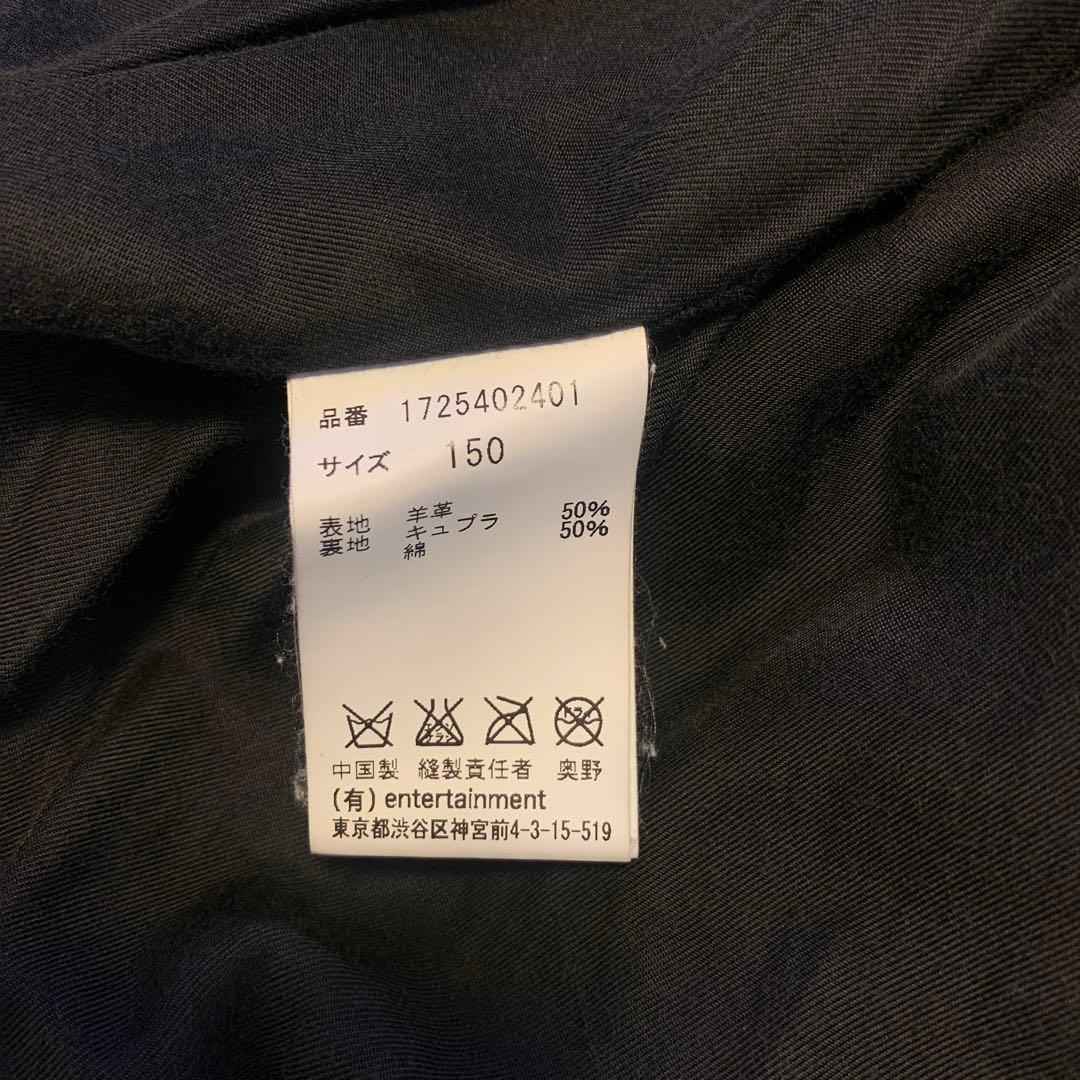 品番 1725402401
サイズ 150
表地 羊革 50%
裏地 キュプラ 50%
綿
中国製 縫製責任者 奥野
(有) entertainment
東京都渋谷区神宮前4-3-15-519